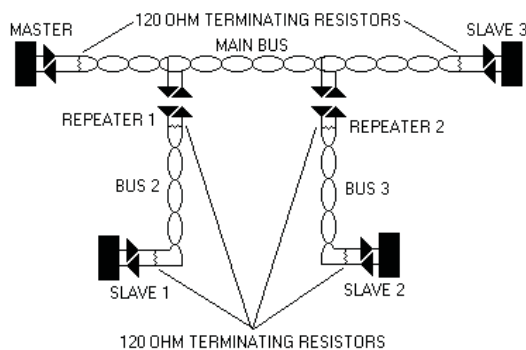 120 OHM TERMINATING RESISTORS
MASTER
SLAVE 3
MAIN BUS
REPEATER 1
REPEATER 2
BUS 2
BUS 3
SLAVE 1
SLAVE 2
120 OHM TERMINATING RESISTORS